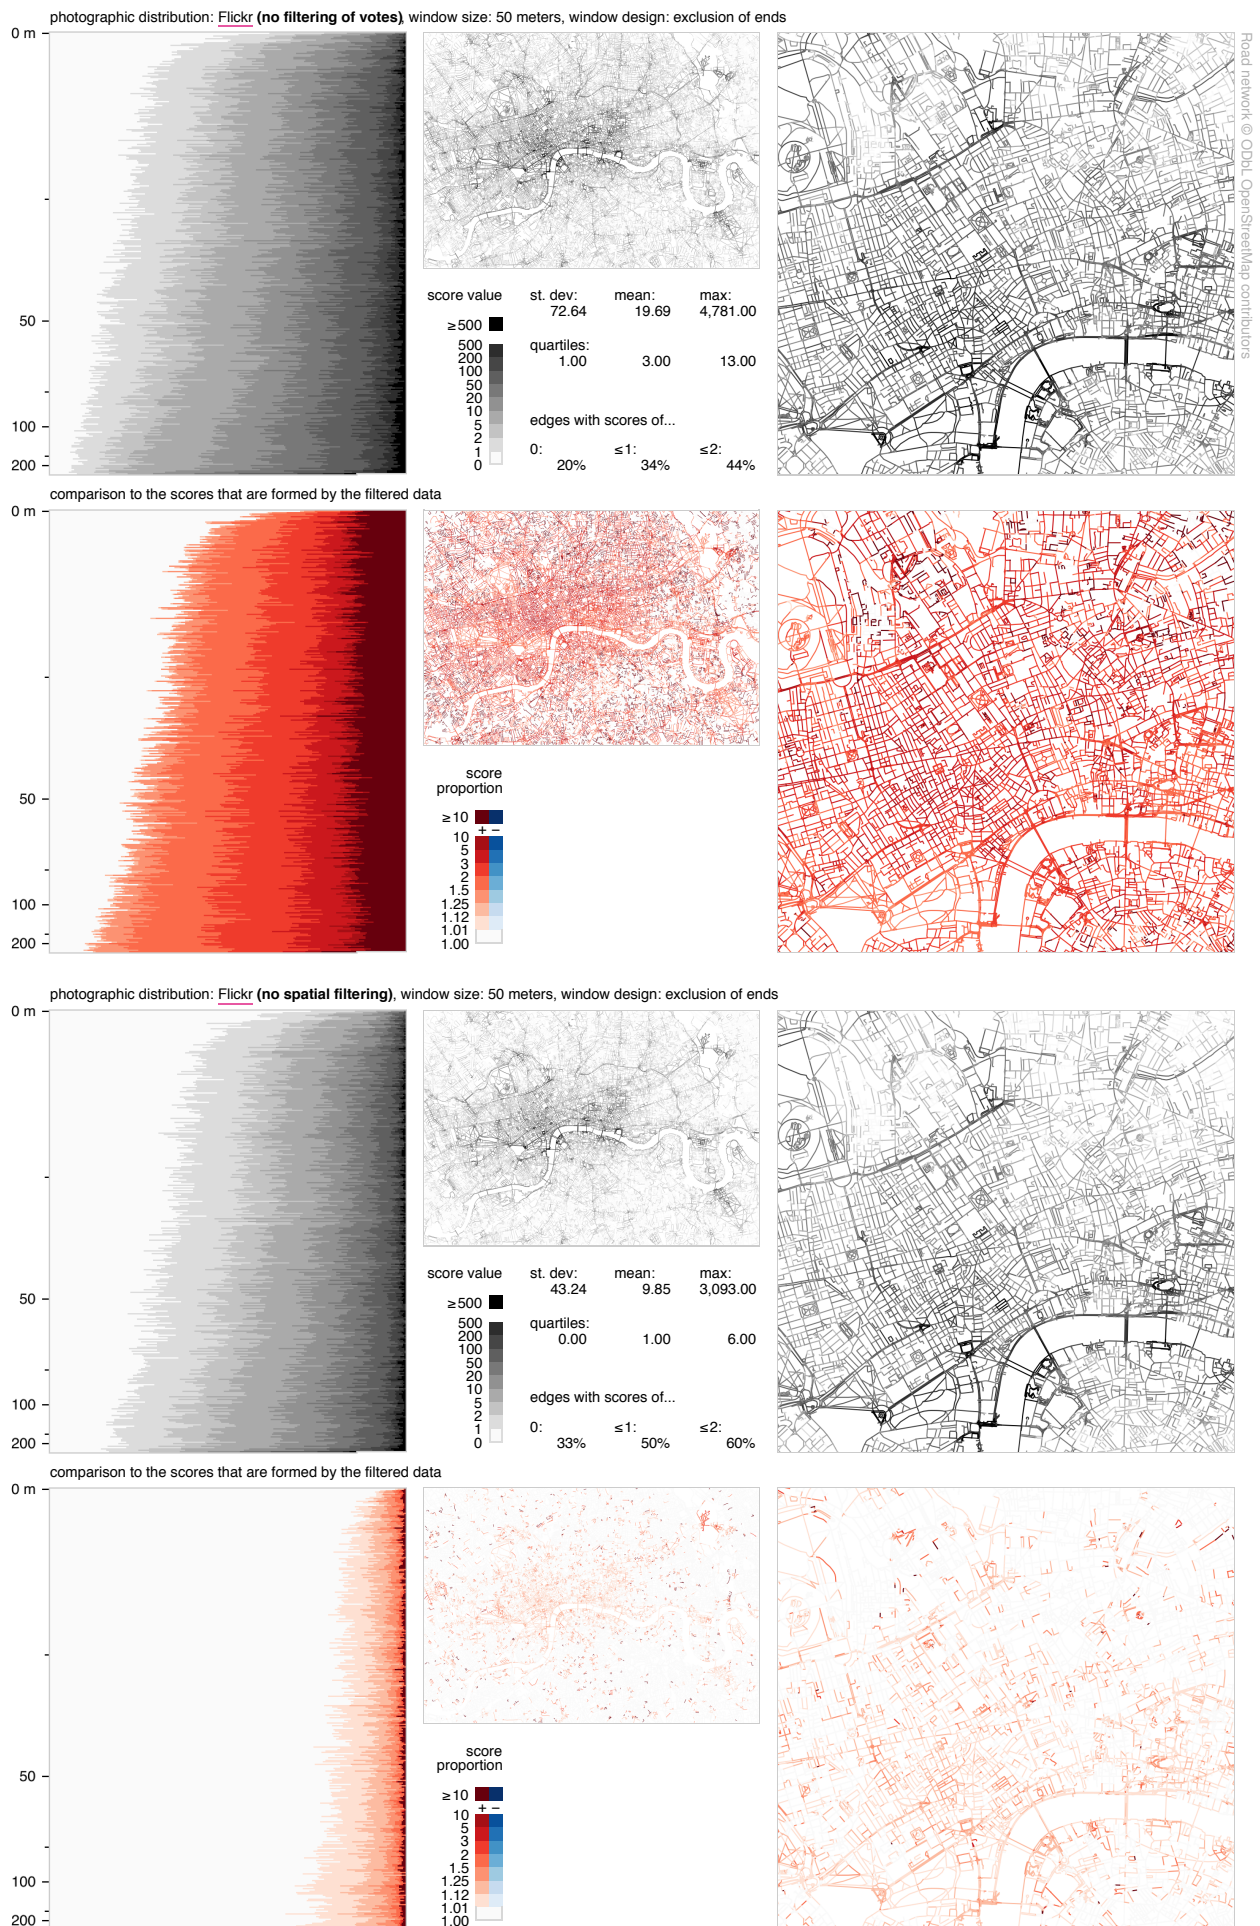 photographic distribution: Flickr (no filtering of votes), window size: 50 meters, window design: exclusion of ends
0 m
50
100
200
score value
≥500
500
200
100
50
20
10
5
2
1
0
st. dev: mean: max:
72.64 19.69 4,781.00
quartiles:
1.00 3.00 13.00
edges with scores of...
0: ≤1: ≤2:
20% 34% 44%
Road network © ODbL OpenStreetMap contributors
comparison to the scores that are formed by the filtered data
0 m
50
100
200
score
proportion
≥10
+ −
10
5
3
2
1.5
1.25
1.12
1.01
1.00
photographic distribution: Flickr (no spatial filtering), window size: 50 meters, window design: exclusion of ends
0 m
50
100
200
score value
≥500
500
200
100
50
20
10
5
2
1
0
st. dev: mean: max:
43.24 9.85 3,093.00
quartiles:
0.00 1.00 6.00
edges with scores of...
0: ≤1: ≤2:
33% 50% 60%
comparison to the scores that are formed by the filtered data
0 m
50
100
200
score
proportion
≥10
+ −
10
5
3
2
1.5
1.25
1.12
1.01
1.00